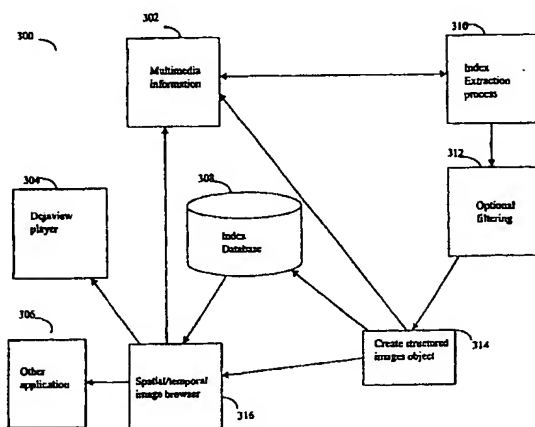 300
302
Multimedia
information
310
Index
Extraction
process
312
Optional
filtering
304
Dejaview
player
308
Index
Database
306
Other
application
Spatial/temporal
image browser
316
Create structured
images object
314